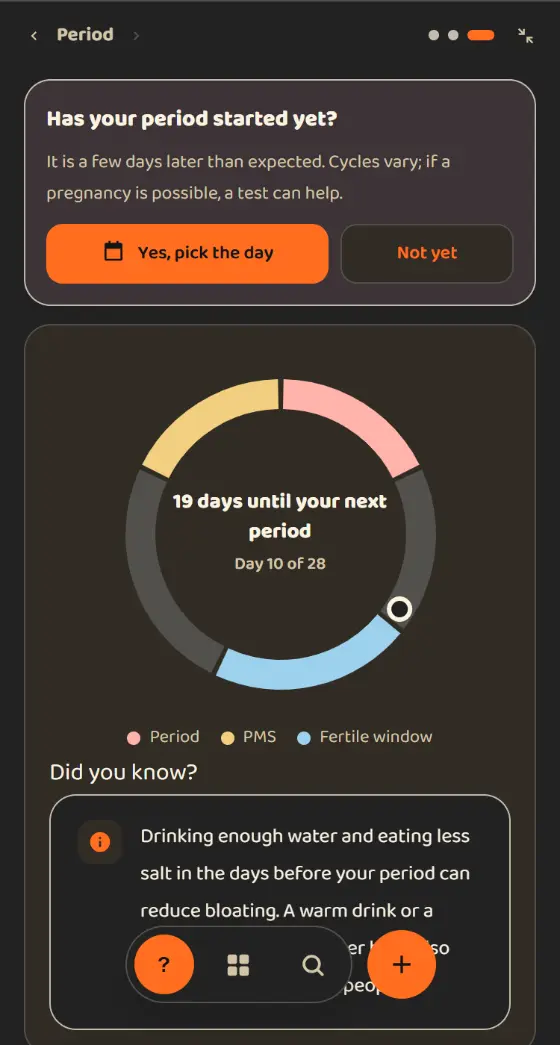 Period
Has your period started yet?
It is a few days later than expected. Cycles vary; if a
pregnancy is possible, a test can help.
Yes, pick the day
Not yet
19 days until your next
period
Day 10 of 28
Period
PMS
Fertile window
Did you know?
Drinking enough water and eating less
salt in the days before your period can
reduce bloating. A warm drink or a
?
+